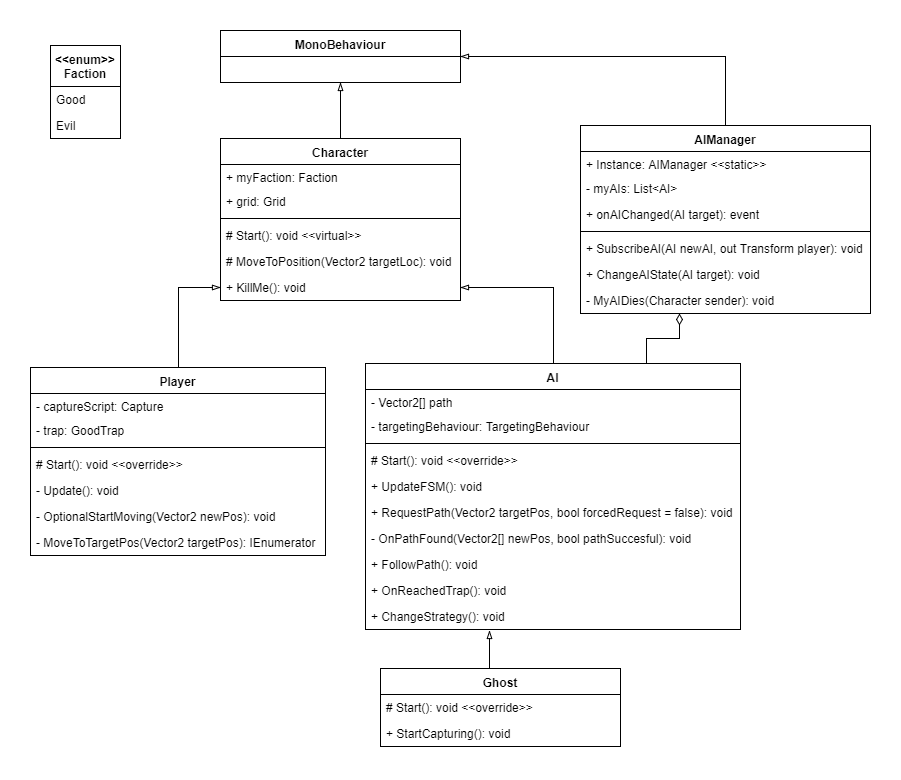 <<enum>>
Faction
Good
Evil
MonoBehaviour
Character
+ myFaction: Faction
+ grid: Grid
# Start(): void <<virtual>>
# MoveToPosition(Vector2 targetLoc): void
+ KillMe(): void
AIManager
+ Instance: AIManager <<static>>
- myAIs: List<AI>
+ onAIChanged(AI target): event
+ SubscribeAI(AI newAI, out Transform player): void
+ ChangeAIState(AI target): void
- MyAIDies(Character sender): void
Player
- captureScript: Capture
- trap: GoodTrap
# Start(): void <<override>>
- Update(): void
- OptionalStartMoving(Vector2 newPos): void
- MoveToTargetPos(Vector2 targetPos): IEnumerator
AI
- Vector2[] path
- targetingBehaviour: TargetingBehaviour
# Start(): void <<override>>
+ UpdateFSM(): void
+ RequestPath(Vector2 targetPos, bool forcedRequest = false): void
- OnPathFound(Vector2[] newPos, bool pathSuccesful): void
+ FollowPath(): void
+ OnReachedTrap(): void
+ ChangeStrategy(): void
Ghost
# Start(): void <<override>>
+ StartCapturing(): void